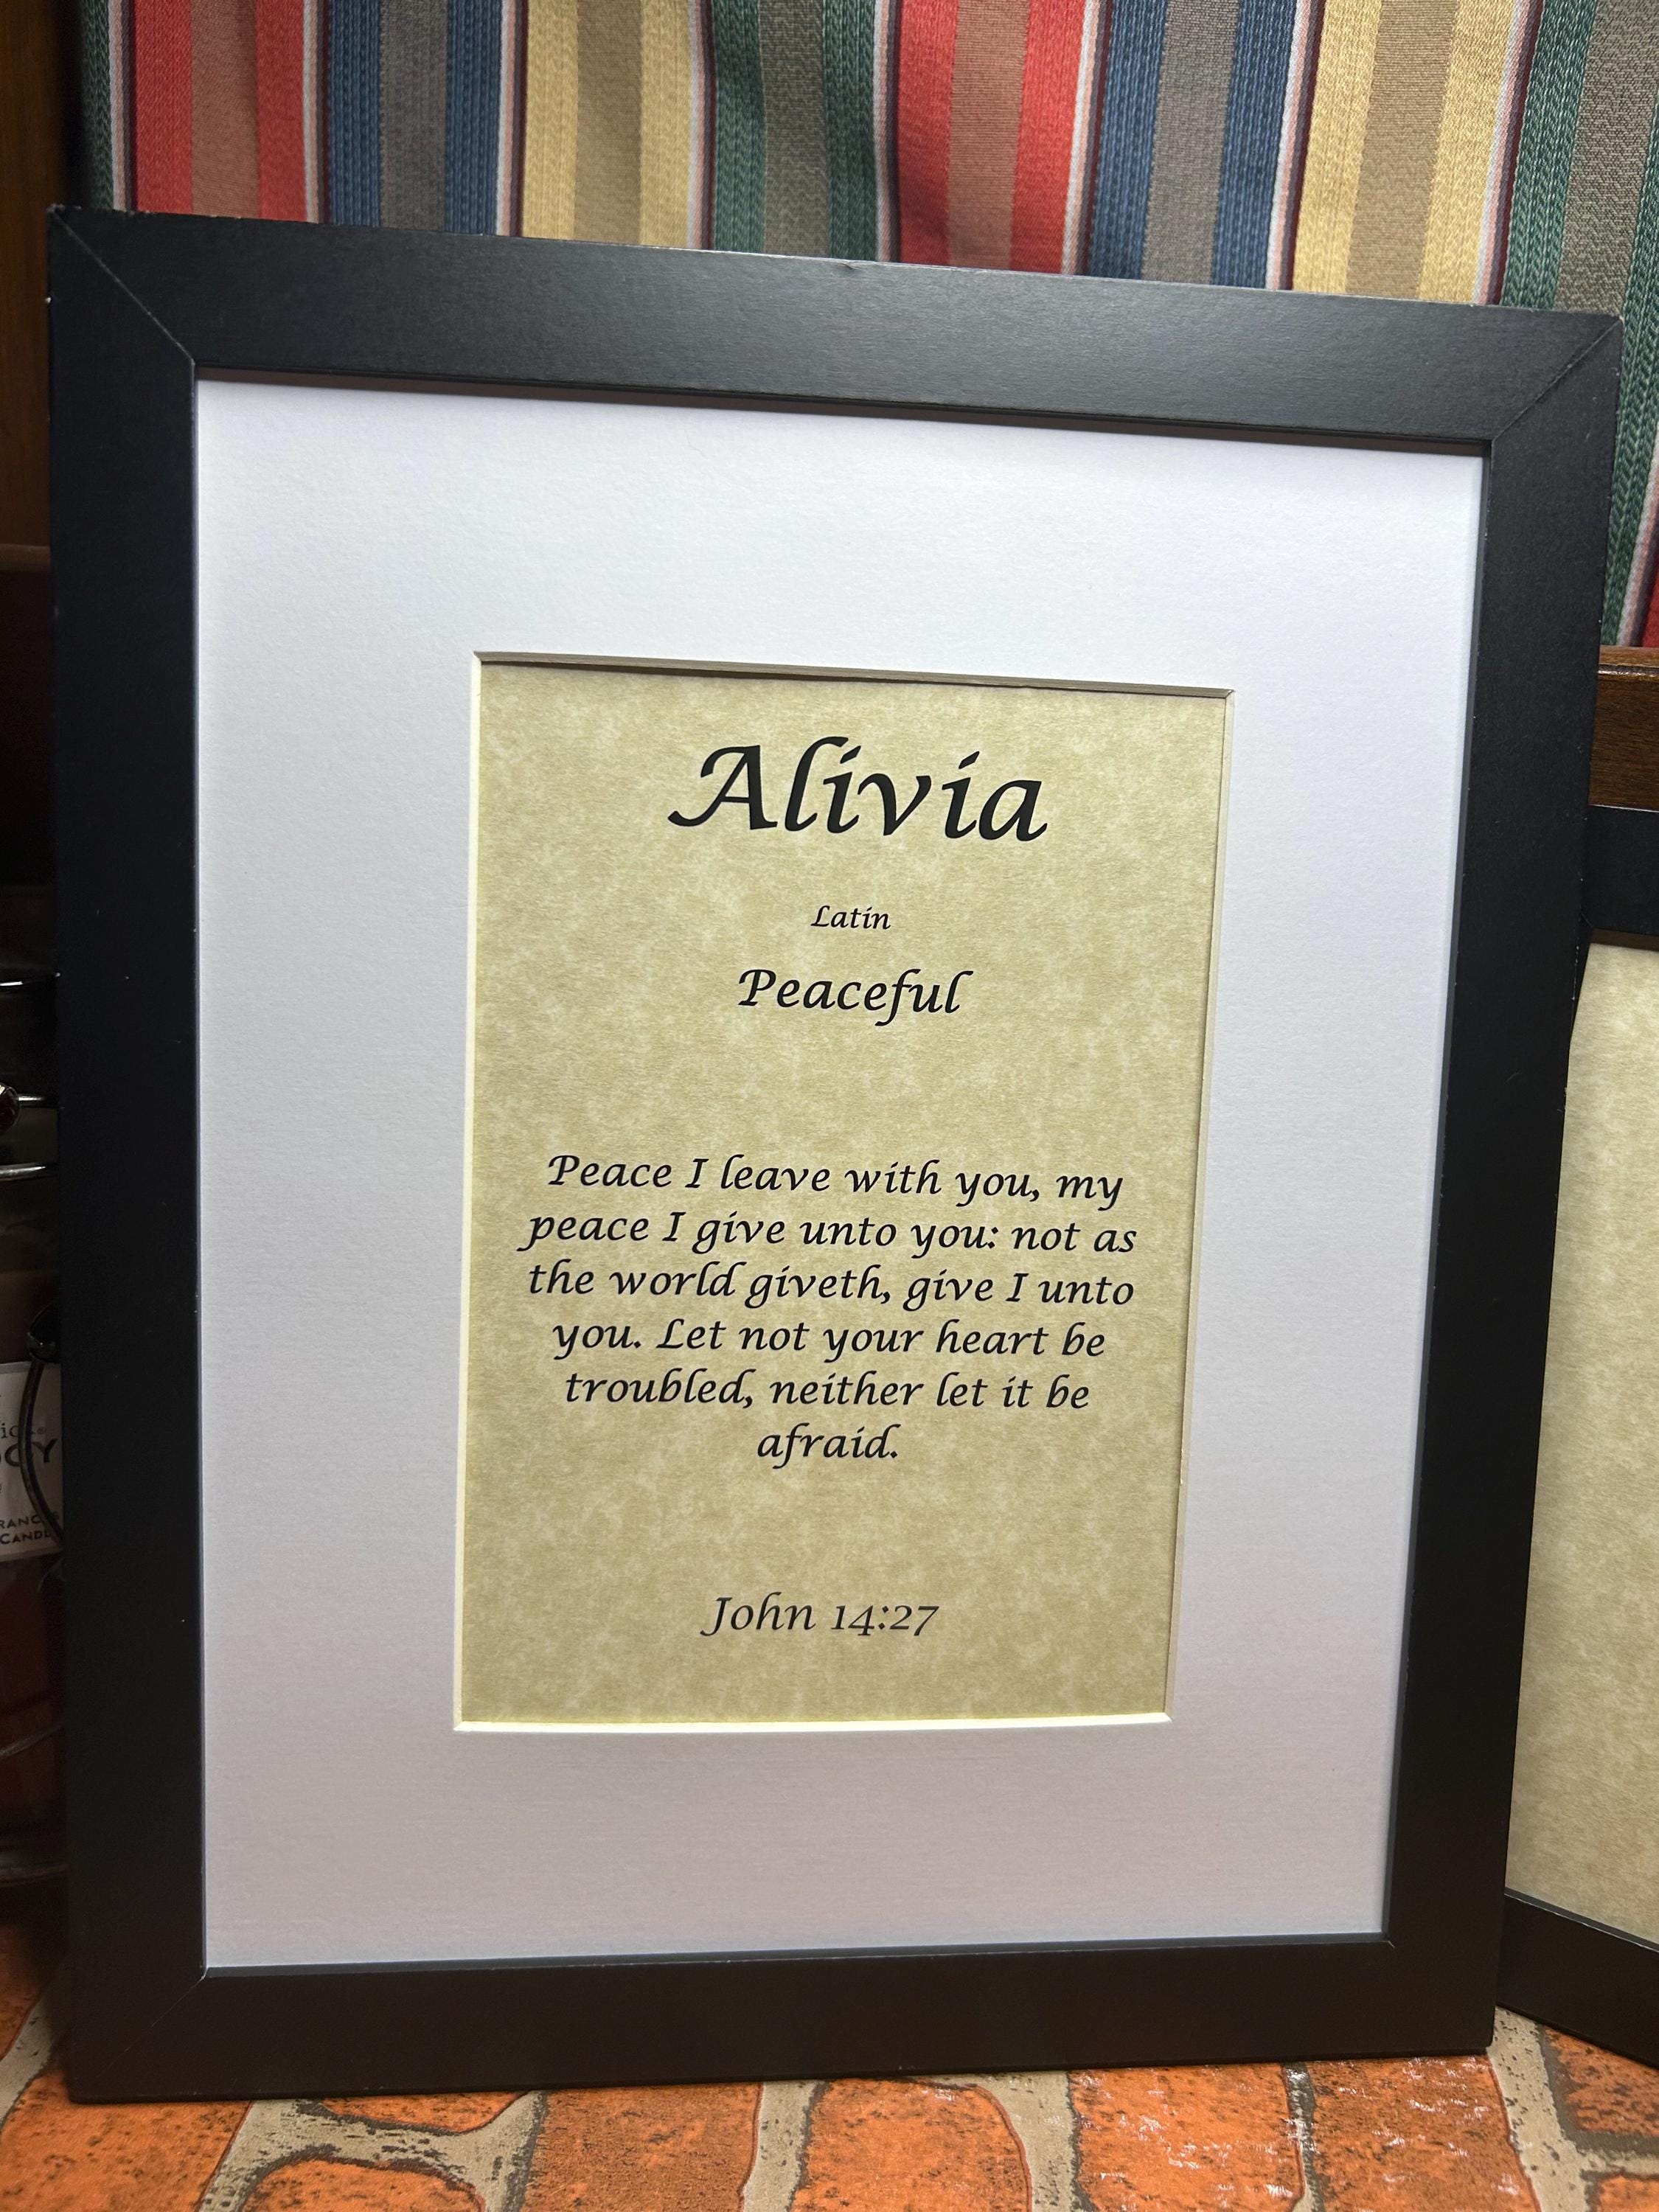 Alivia
Latin
Peaceful
Peace I leave with you, my
peace I give unto you: not as
the world giveth, give I unto
you. Let not your heart be
troubled, neither let it be
afraid.
John 14:27